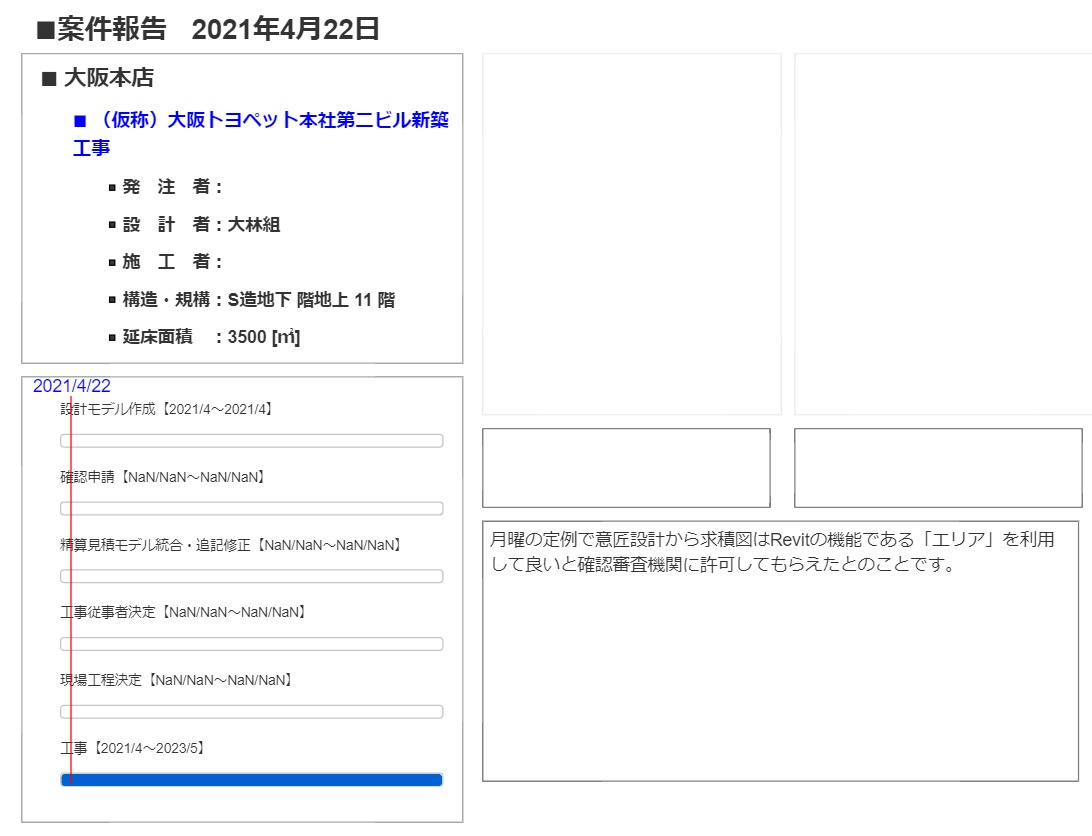 ■案件報告 2021年4月22日
■ 大阪本店
■ （仮称）大阪トヨペット本社第二ビル新築
工事
▪ 発　注　者：
▪ 設　計　者：大林組
▪ 施　工　者：
▪ 構造・規構：S造地下 階地上 11 階
▪ 延床面積　：3500 [㎡]
2021/4/22
設計モデル作成【2021/4〜2021/4】
確認申請【NaN/NaN〜NaN/NaN】
精算見積モデル統合・追記修正【NaN/NaN〜NaN/NaN】
工事従事者決定【NaN/NaN〜NaN/NaN】
現場工程決定【NaN/NaN〜NaN/NaN】
工事【2021/4〜2023/5】
月曜の定例で意匠設計から求積図はRevitの機能である「エリア」を利用
して良いと確認審査機関に許可してもらえたとのことです。